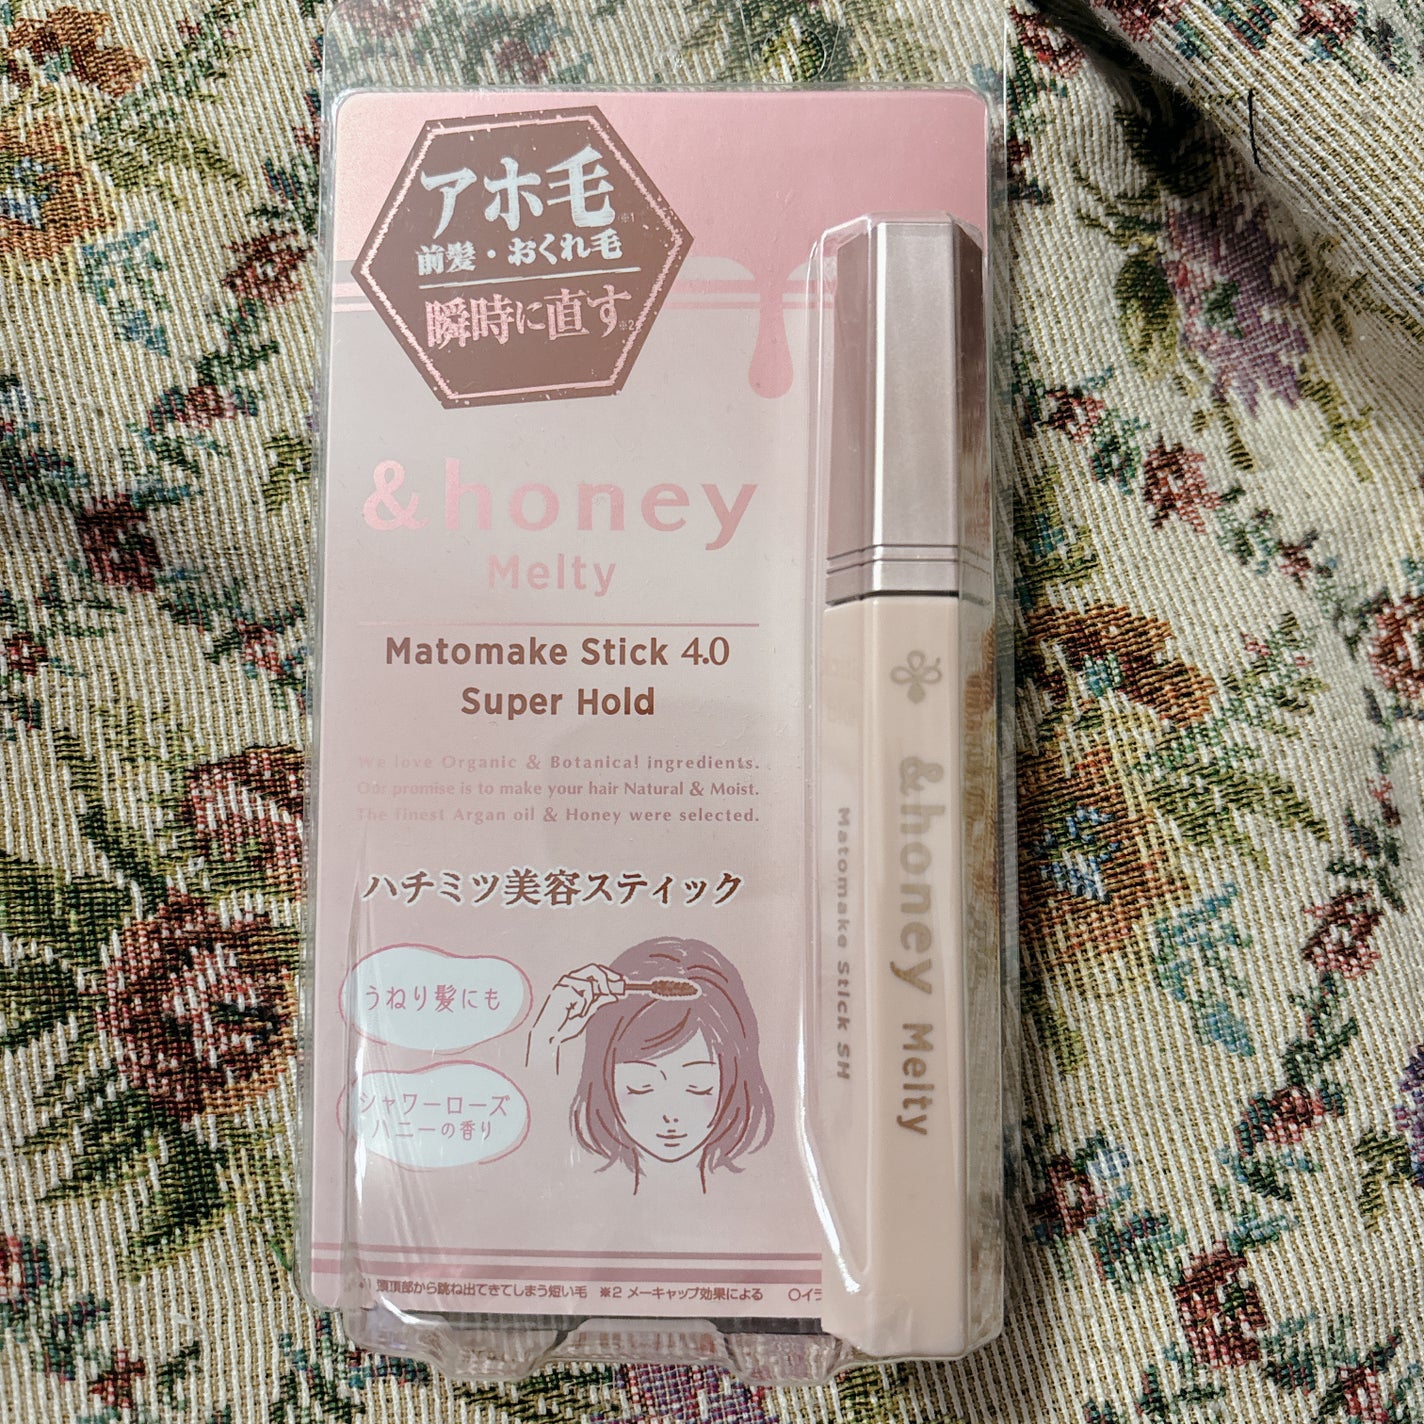 アホ毛※1
前髪・おくれ毛
瞬時に直す※2
&honey
Melty
Matomake Stick 4.0
Super Hold
We love Organic & Botanical ingredients.
Our promise is to make your hair Natural & Moist.
The finest Argan oil & Honey were selected.
ハチミツ美容スティック
うねり髪にも
シャワーローズ
ハニーの香り
※1 頭頂部から跳ね出てきてしまう短い毛 ※2 メーキャップ効果による ○イラ
&honey Melty
Matomake Stick SH